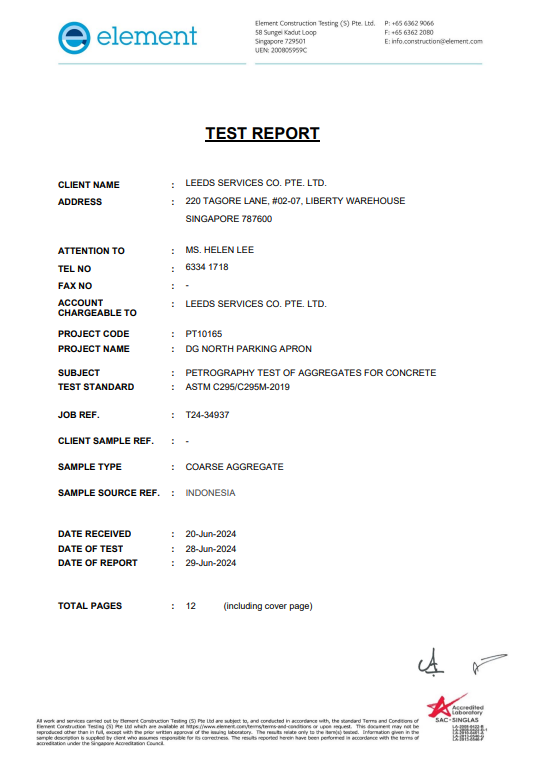 element
Element Construction Testing (S) Pte. Ltd.
58 Sungei Kadut Loop
Singapore 729501
UEN: 200805959C
P: +65 6362 9066
F: +65 6362 2080
E: info.construction@element.com
TEST REPORT
CLIENT NAME : LEEDS SERVICES CO. PTE. LTD.
ADDRESS : 220 TAGORE LANE, #02-07, LIBERTY WAREHOUSE
SINGAPORE 787600
ATTENTION TO : MS. HELEN LEE
TEL NO : 6334 1718
FAX NO : -
ACCOUNT CHARGEABLE TO : LEEDS SERVICES CO. PTE. LTD.
PROJECT CODE : PT10165
PROJECT NAME : DG NORTH PARKING APRON
SUBJECT : PETROGRAPHY TEST OF AGGREGATES FOR CONCRETE
TEST STANDARD : ASTM C295/C295M-2019
JOB REF. : T24-34937
CLIENT SAMPLE REF. : -
SAMPLE TYPE : COARSE AGGREGATE
SAMPLE SOURCE REF. : INDONESIA
DATE RECEIVED : 20-Jun-2024
DATE OF TEST : 28-Jun-2024
DATE OF REPORT : 29-Jun-2024
TOTAL PAGES : 12 (including cover page)
Accredited
Laboratory
SAC-SINGLAS
All work and services carried out by Element Construction Testing (S) Pte Ltd are subject to, and conducted in accordance with, the standard Terms and Conditions of
Element Construction Testing (S) Pte Ltd which are available at https://www.element.com/terms/terms-and-conditions or upon request. This document may not be
reproduced other than in full, except with the prior written approval of the issuing laboratory. The results relate only to the item(s) tested. Information given in the
sample description is supplied by client who assumes responsibility for its correctness. The results reported herein have been performed in accordance with the terms of
accreditation under the Singapore Accreditation Council.